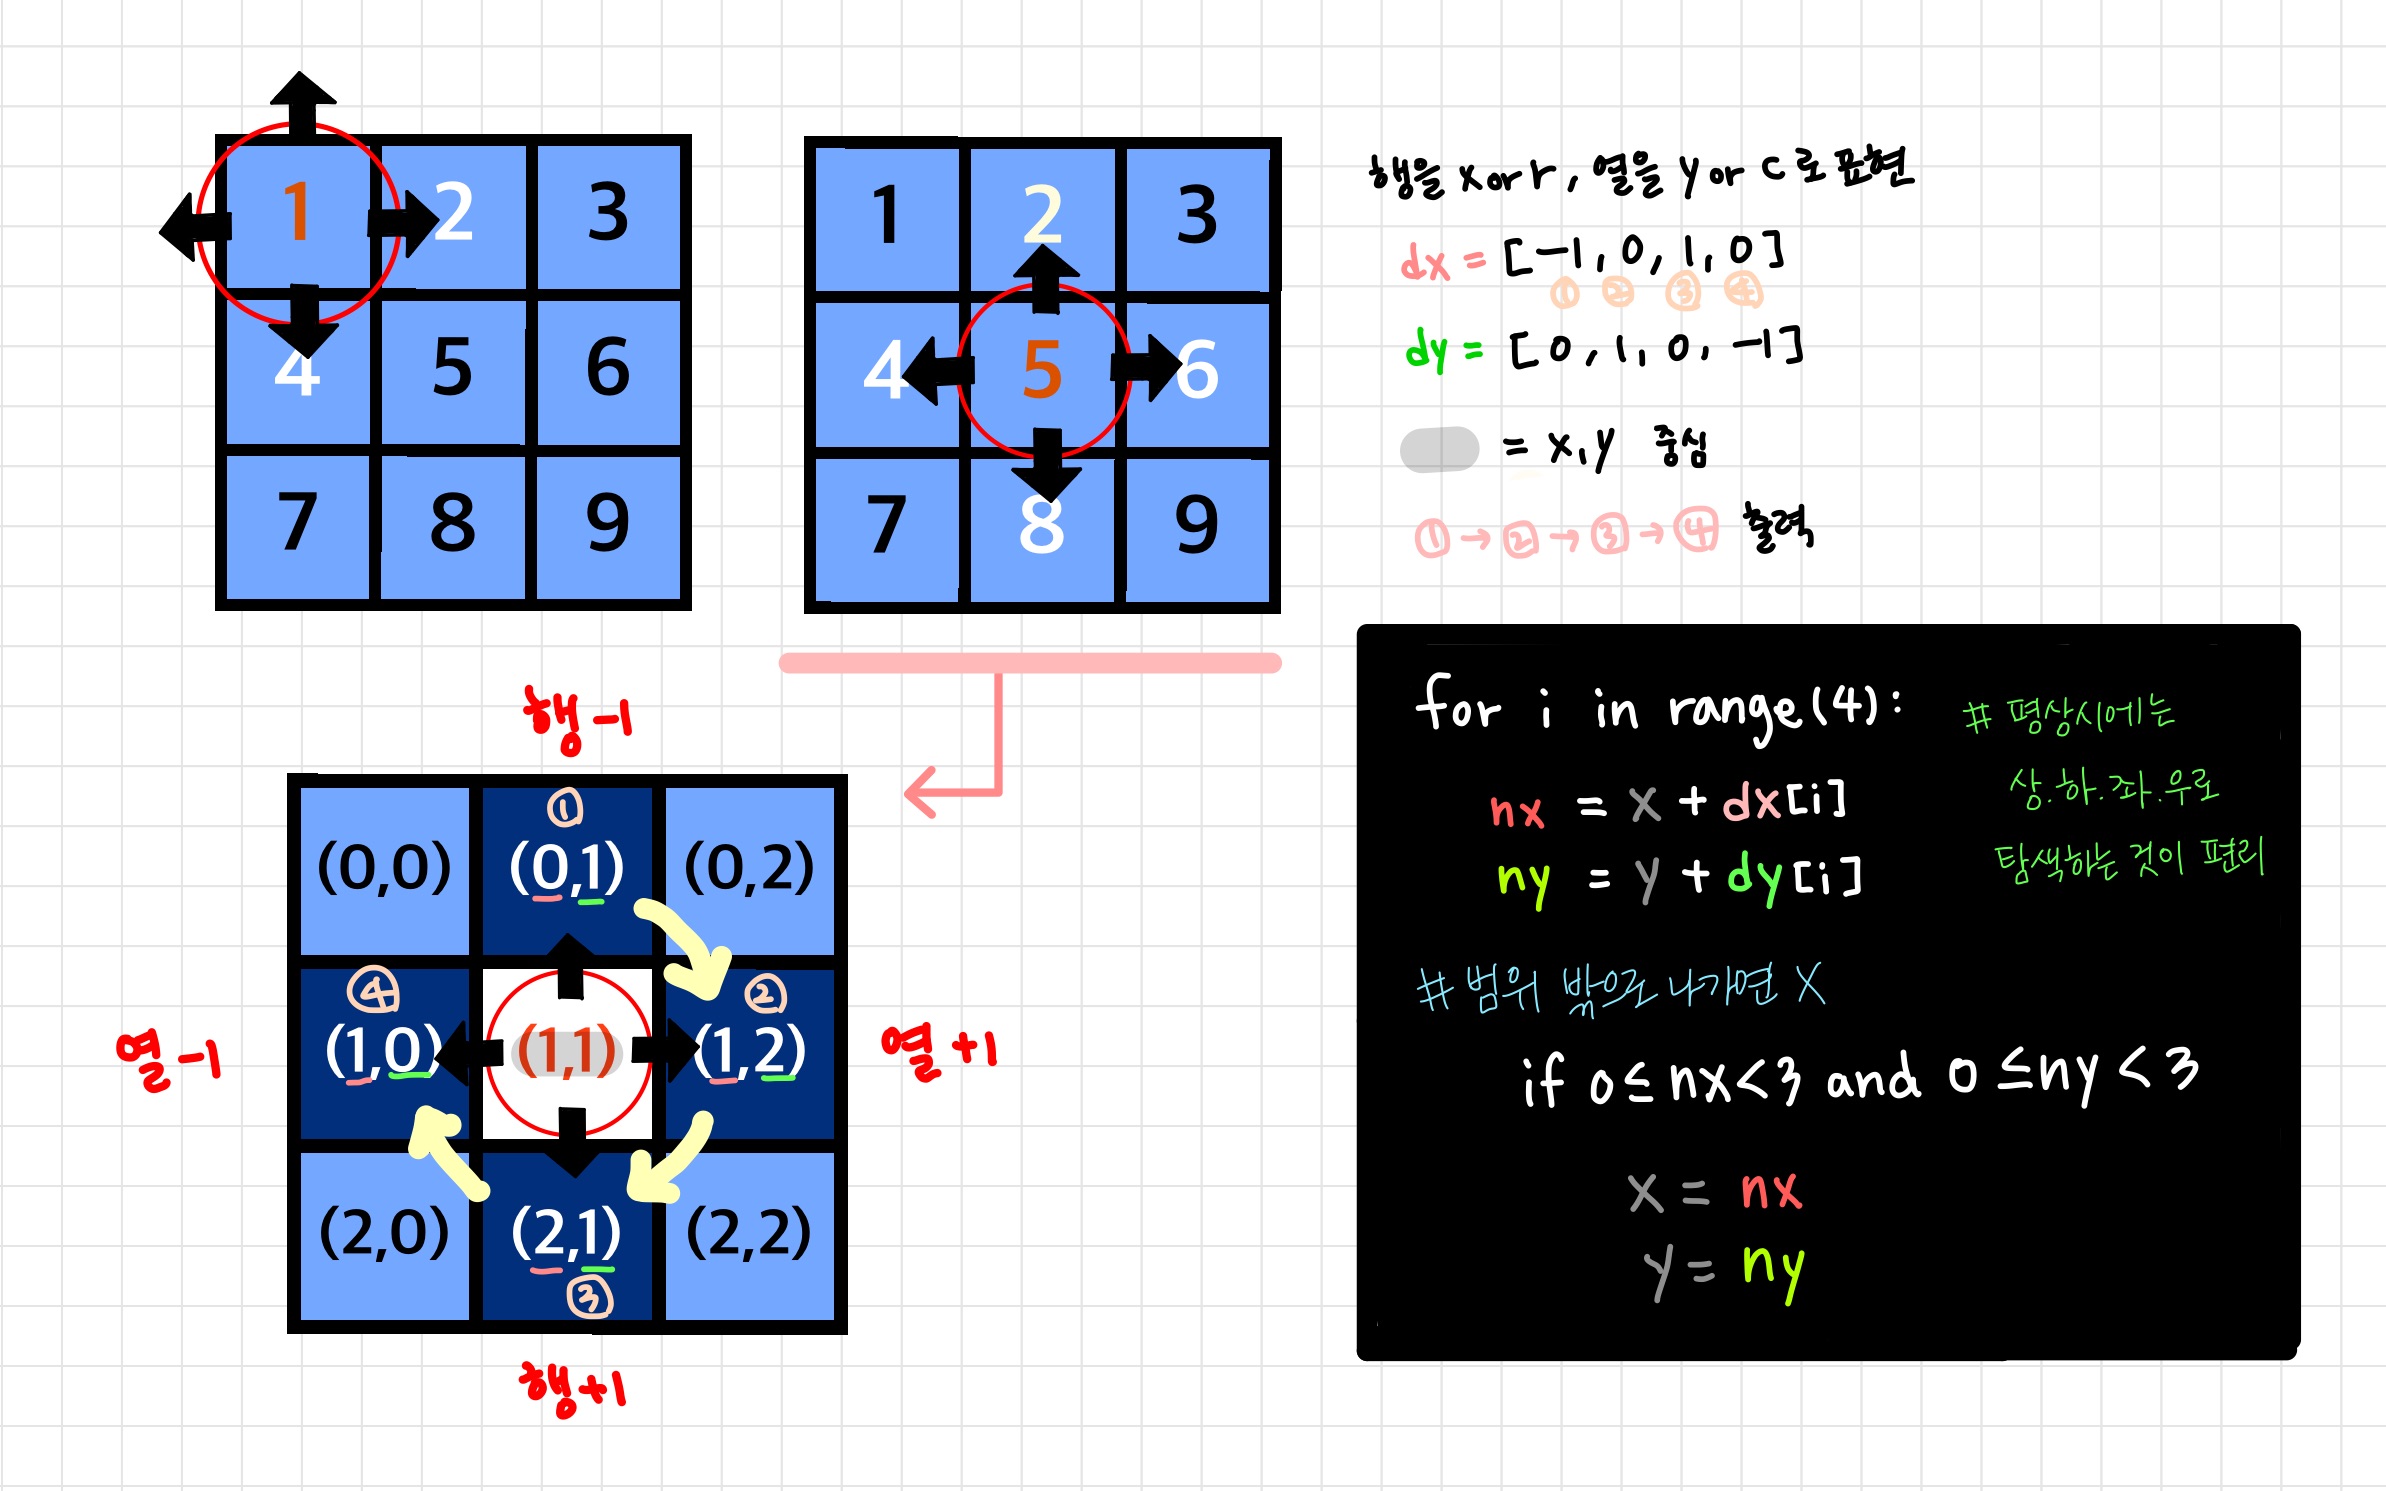 1 2 3
4 5 6
7 8 9
1 2 3
4 5 6
7 8 9
행을 x or r, 열을 y or c로 표현
dx = [-1, 0, 1, 0]
① ② ③ ④
dy = [0, 1, 0, -1]
= x, y 중심
① → ② → ③ → ④ 출력
행-1
①
(0,0) (0,1) (0,2)
④ ②
열-1 (1,0) (1,1) (1,2) 열+1
(2,0) (2,1) (2,2)
③
행+1
for i in range(4): # 평상시에는
nx = x + dx[i] 상.하.좌.우로
ny = y + dy[i] 탐색하는 것이 편리
# 범위 밖으로 나가면 X
if 0≤nx<3 and 0≤ny<3
x = nx
y = ny